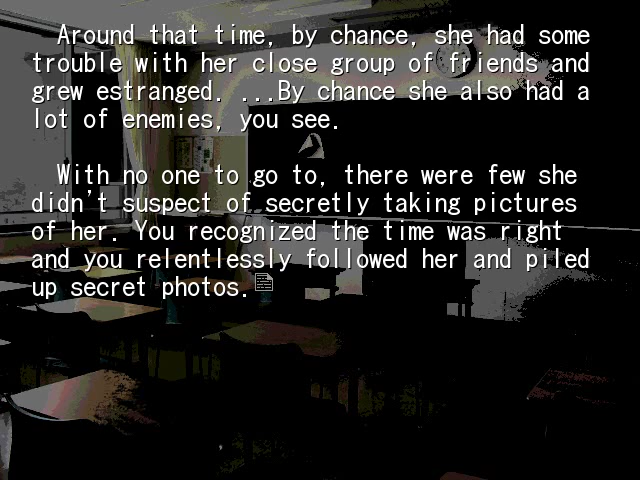 Around that time, by chance, she had some
trouble with her close group of friends and
grew estranged. ...By chance she also had a
lot of enemies, you see.
With no one to go to, there were few she
didn't suspect of secretly taking pictures
of her. You recognized the time was right
and you relentlessly followed her and piled
up secret photos.